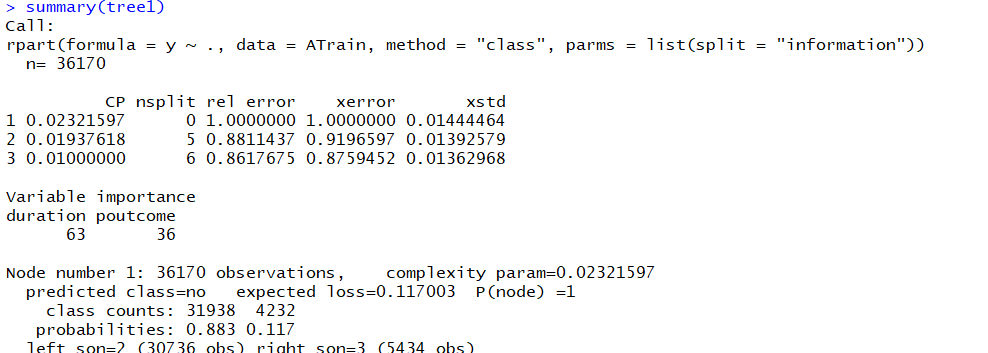 > summary(tree1)
Call:
rpart(formula = y ~ ., data = ATrain, method = "class", parms = list(split = "information"))
  n= 36170

          CP nsplit rel error    xerror       xstd
1 0.02321597      0 1.0000000 1.0000000 0.01444464
2 0.01937618      5 0.8811437 0.9196597 0.01392579
3 0.01000000      6 0.8617675 0.8759452 0.01362968

Variable importance
duration poutcome
      63       36

Node number 1: 36170 observations,    complexity param=0.02321597
  predicted class=no   expected loss=0.117003  P(node) =1
    class counts: 31938  4232
   probabilities: 0.883 0.117
  left son=2 (30736 obs) right son=3 (5434 obs)